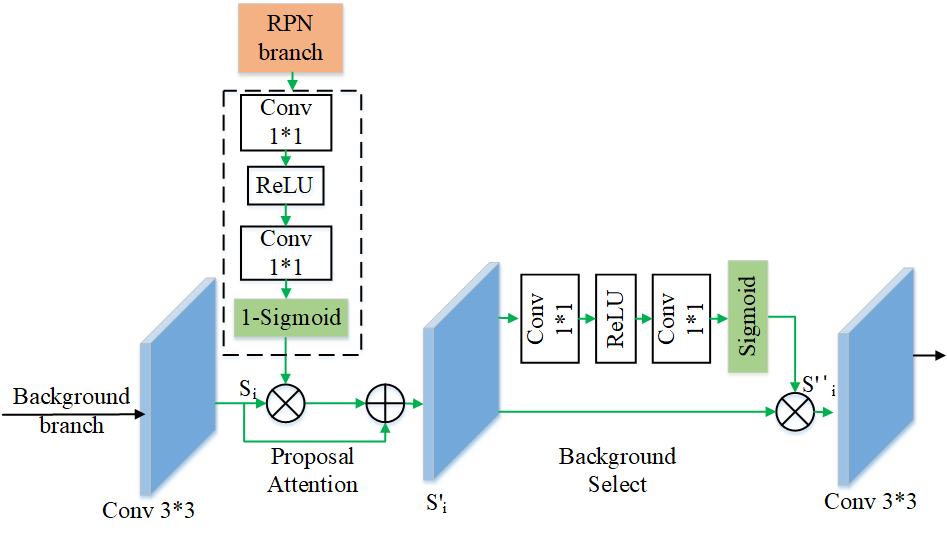 RPN
branch
Conv
1*1
ReLU
Conv
1*1
1-Sigmoid
Background
branch
Conv 3*3
Sᵢ
Proposal
Attention
S'ᵢ
Conv
1*1
ReLU
Conv
1*1
Sigmoid
Background
Select
S''ᵢ
Conv 3*3